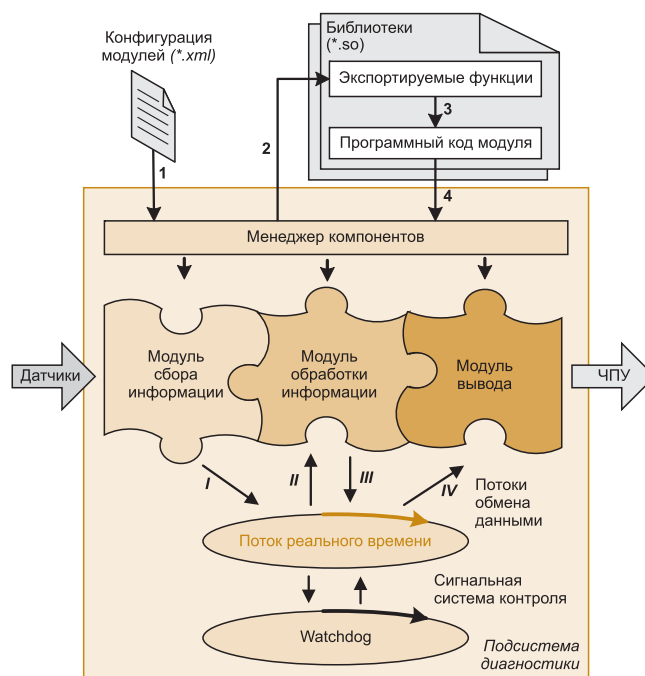 Конфигурация
модулей (*.xml)
Библиотеки
(*.so)
Экспортируемые функции
3
Программный код модуля
1
2
4
Менеджер компонентов
Датчики
Модуль
сбора
информации
Модуль
обработки
информации
Модуль
вывода
ЧПУ
I
II
III
IV
Потоки
обмена
данными
Поток реального времени
Сигнальная
система контроля
Watchdog
Подсистема
диагностики